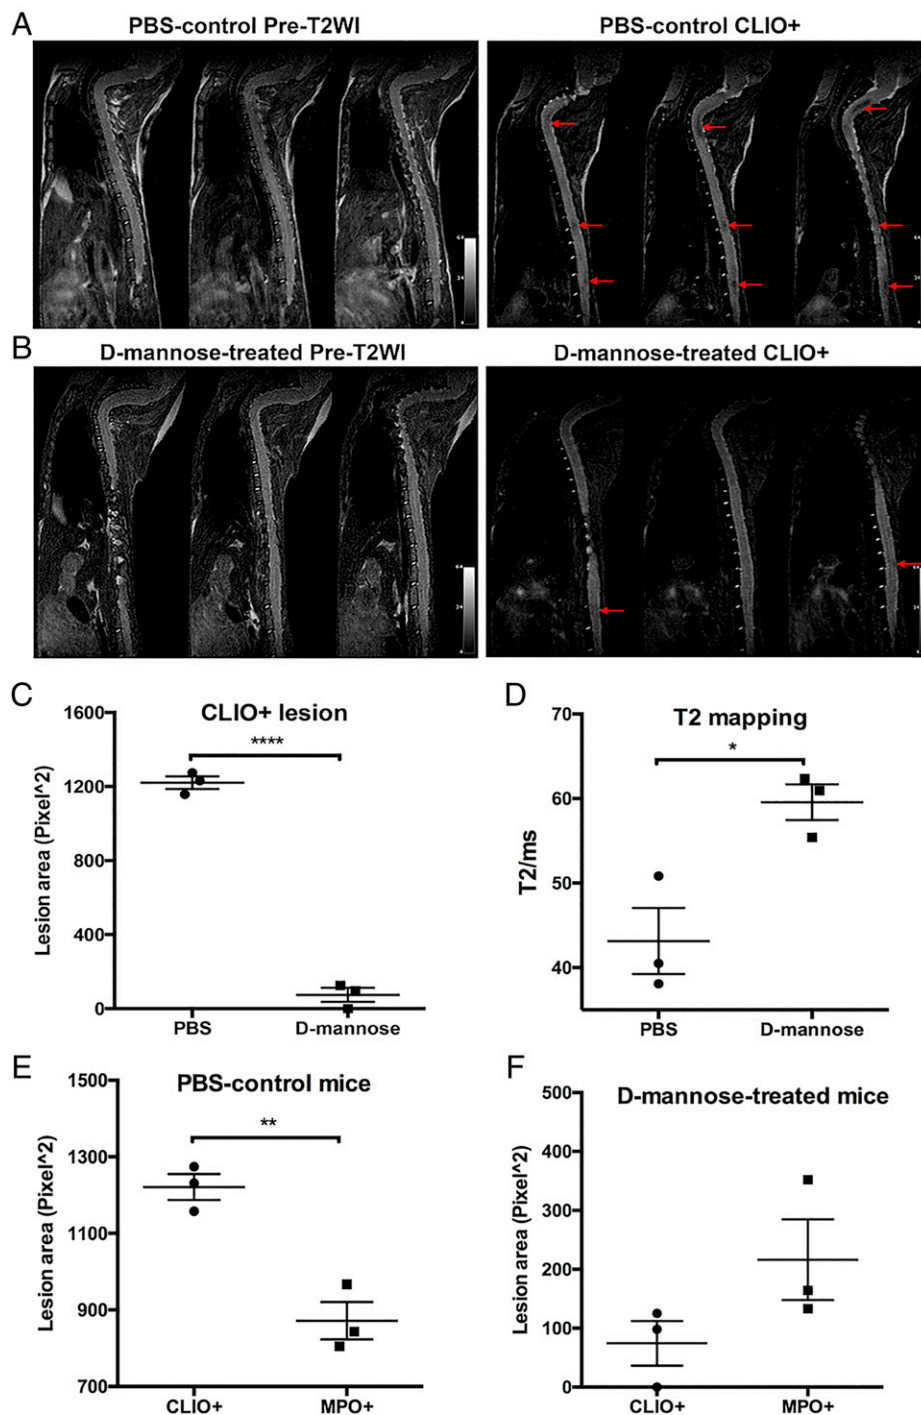 A
PBS-control Pre-T2WI
PBS-control CLIO+
64
B
D-mannose-treated Pre-T2WI
D-mannose-treated CLIO+
64
C
CLIO+ lesion
****
1600
1200
800
400
0
Lesion area (Pixel^2)
PBS
D-mannose
D
T2 mapping
*
70
60
50
40
T2/ms
PBS
D-mannose
E
PBS-control mice
**
1500
1300
1100
900
700
Lesion area (Pixel^2)
CLIO+
MPO+
F
D-mannose-treated mice
500
400
300
200
100
0
Lesion area (Pixel^2)
CLIO+
MPO+